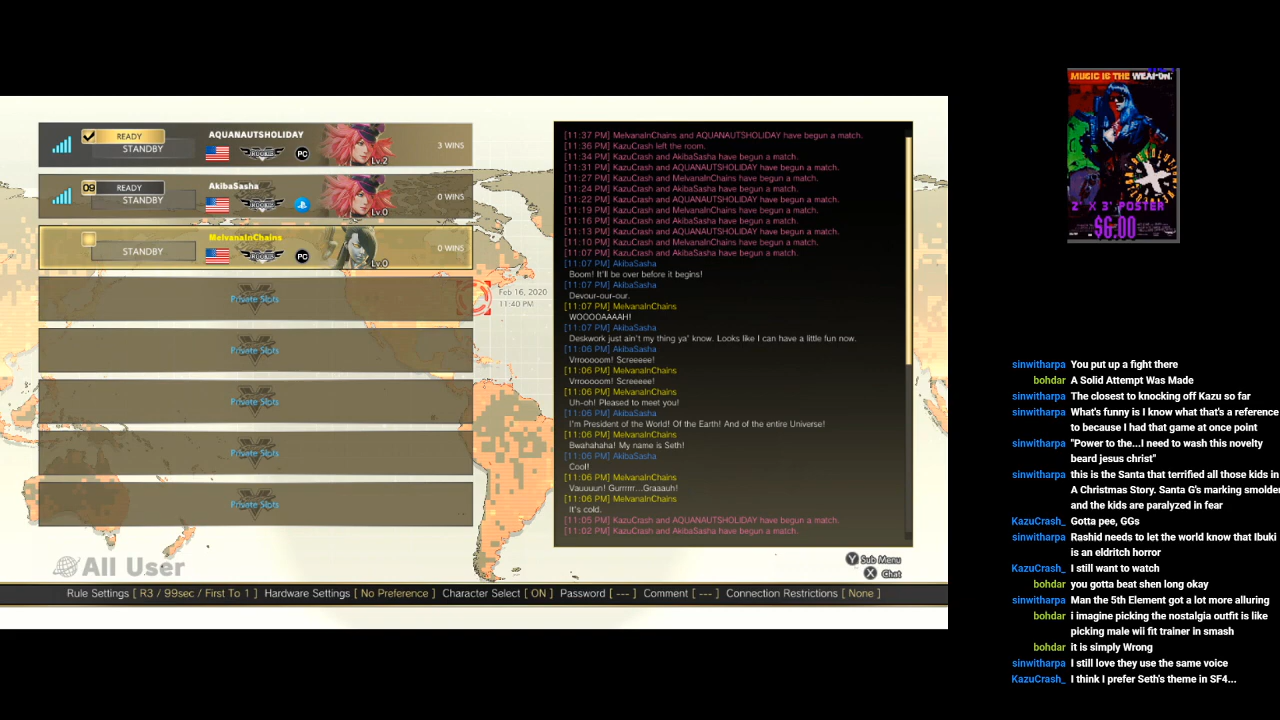 READY
STANDBY
AQUANAUTSHOLIDAY
PC
Lv.2
3 WINS
09
READY
STANDBY
AkibaSasha
Lv.0
0 WINS
STANDBY
MelvanaInChains
PC
Lv.0
0 WINS
Private Slots
Private Slots
Private Slots
Private Slots
Private Slots
Feb 16, 2020
11:40 PM
All User
[11:37 PM] MelvanaInChains and AQUANAUTSHOLIDAY have begun a match.
[11:36 PM] KazuCrash left the room.
[11:34 PM] KazuCrash and AkibaSasha have begun a match.
[11:31 PM] KazuCrash and AQUANAUTSHOLIDAY have begun a match.
[11:27 PM] KazuCrash and MelvanaInChains have begun a match.
[11:24 PM] KazuCrash and AkibaSasha have begun a match.
[11:22 PM] KazuCrash and AQUANAUTSHOLIDAY have begun a match.
[11:19 PM] KazuCrash and MelvanaInChains have begun a match.
[11:16 PM] KazuCrash and AkibaSasha have begun a match.
[11:13 PM] KazuCrash and AQUANAUTSHOLIDAY have begun a match.
[11:10 PM] KazuCrash and MelvanaInChains have begun a match.
[11:07 PM] KazuCrash and AkibaSasha have begun a match.
[11:07 PM] AkibaSasha
Boom! It'll be over before it begins!
[11:07 PM] AkibaSasha
Devour-our-our.
[11:07 PM] MelvanaInChains
WOOOOAAAAH!
[11:07 PM] AkibaSasha
Deskwork just ain't my thing ya' know. Looks like I can have a little fun now.
[11:06 PM] AkibaSasha
Vrroooooom! Screeeeee!
[11:06 PM] MelvanaInChains
Vrroooooom! Screeeeee!
[11:06 PM] MelvanaInChains
Uh-oh! Pleased to meet you!
[11:06 PM] AkibaSasha
I'm President of the World! Of the Earth! And of the entire Universe!
[11:06 PM] MelvanaInChains
Bwahahaha! My name is Seth!
[11:06 PM] AkibaSasha
Cool!
[11:06 PM] MelvanaInChains
Vauuuun! Gurrrrrr...Graaauh!
[11:06 PM] MelvanaInChains
It's cold.
[11:05 PM] KazuCrash and AQUANAUTSHOLIDAY have begun a match.
[11:02 PM] KazuCrash and AkibaSasha have begun a match.
Y Sub Menu
X Chat
Rule Settings [ R3 / 99sec / First To 1 ] Hardware Settings [ No Preference ] Character Select [ ON ] Password [ --- ] Comment [ --- ] Connection Restrictions [ None ]
MUSIC IS THE WEAPON.
2' X 3' POSTER
$6.00
sinwitharpa You put up a fight there
bohdar A Solid Attempt Was Made
sinwitharpa The closest to knocking off Kazu so far
sinwitharpa What's funny is I know what that's a reference
to because I had that game at once point
sinwitharpa "Power to the...I need to wash this novelty
beard jesus christ"
sinwitharpa this is the Santa that terrified all those kids in
A Christmas Story. Santa G's marking smolder
and the kids are paralyzed in fear
KazuCrash_ Gotta pee, GGs
sinwitharpa Rashid needs to let the world know that Ibuki
is an eldritch horror
KazuCrash_ I still want to watch
bohdar you gotta beat shen long okay
sinwitharpa Man the 5th Element got a lot more alluring
bohdar i imagine picking the nostalgia outfit is like
picking male wii fit trainer in smash
bohdar it is simply Wrong
sinwitharpa I still love they use the same voice
KazuCrash_ I think I prefer Seth's theme in SF4...